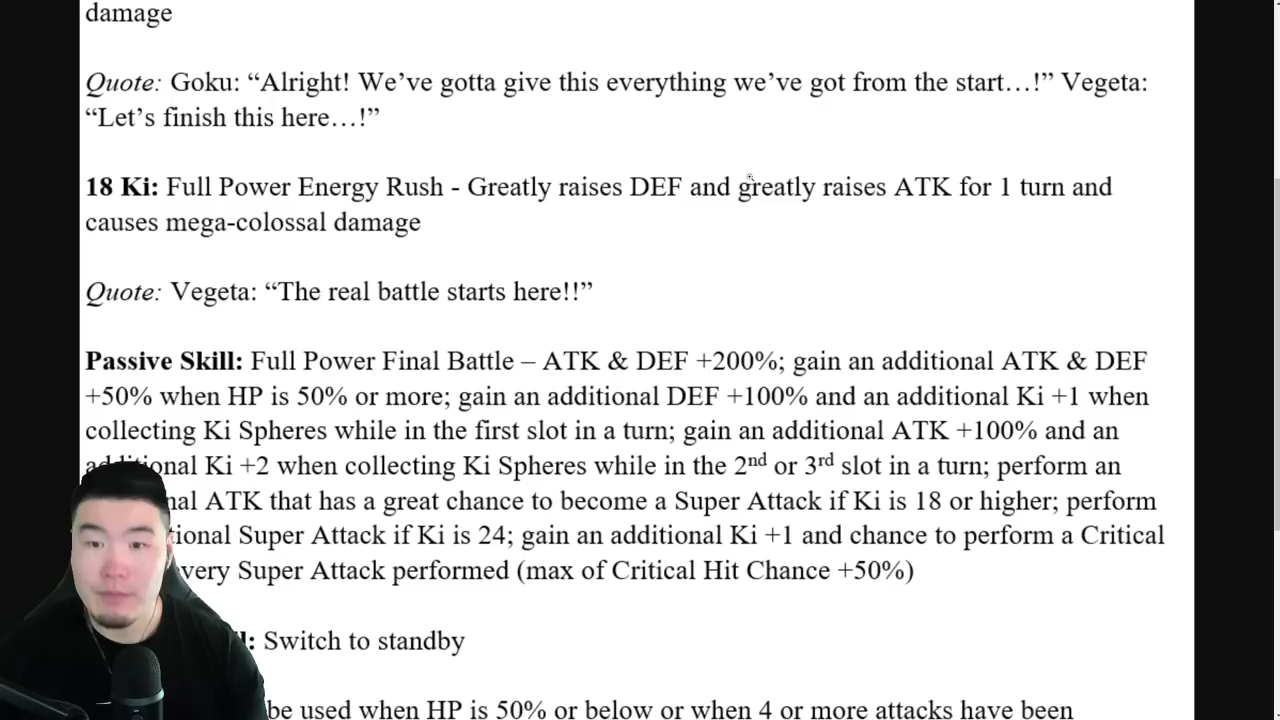 damage
Quote: Goku: “Alright! We’ve gotta give this everything we’ve got from the start…!” Vegeta:
“Let’s finish this here…!”
18 Ki: Full Power Energy Rush - Greatly raises DEF and greatly raises ATK for 1 turn and
causes mega-colossal damage
Quote: Vegeta: “The real battle starts here!!”
Passive Skill: Full Power Final Battle – ATK & DEF +200%; gain an additional ATK & DEF
+50% when HP is 50% or more; gain an additional DEF +100% and an additional Ki +1 when
collecting Ki Spheres while in the first slot in a turn; gain an additional ATK +100% and an
Ki +2 when collecting Ki Spheres while in the 2nd or 3rd slot in a turn; perform an
ATK that has a great chance to become a Super Attack if Ki is 18 or higher; perform
Super Attack if Ki is 24; gain an additional Ki +1 and chance to perform a Critical
Super Attack performed (max of Critical Hit Chance +50%)
Switch to standby
be used when HP is 50% or below or when 4 or more attacks have been